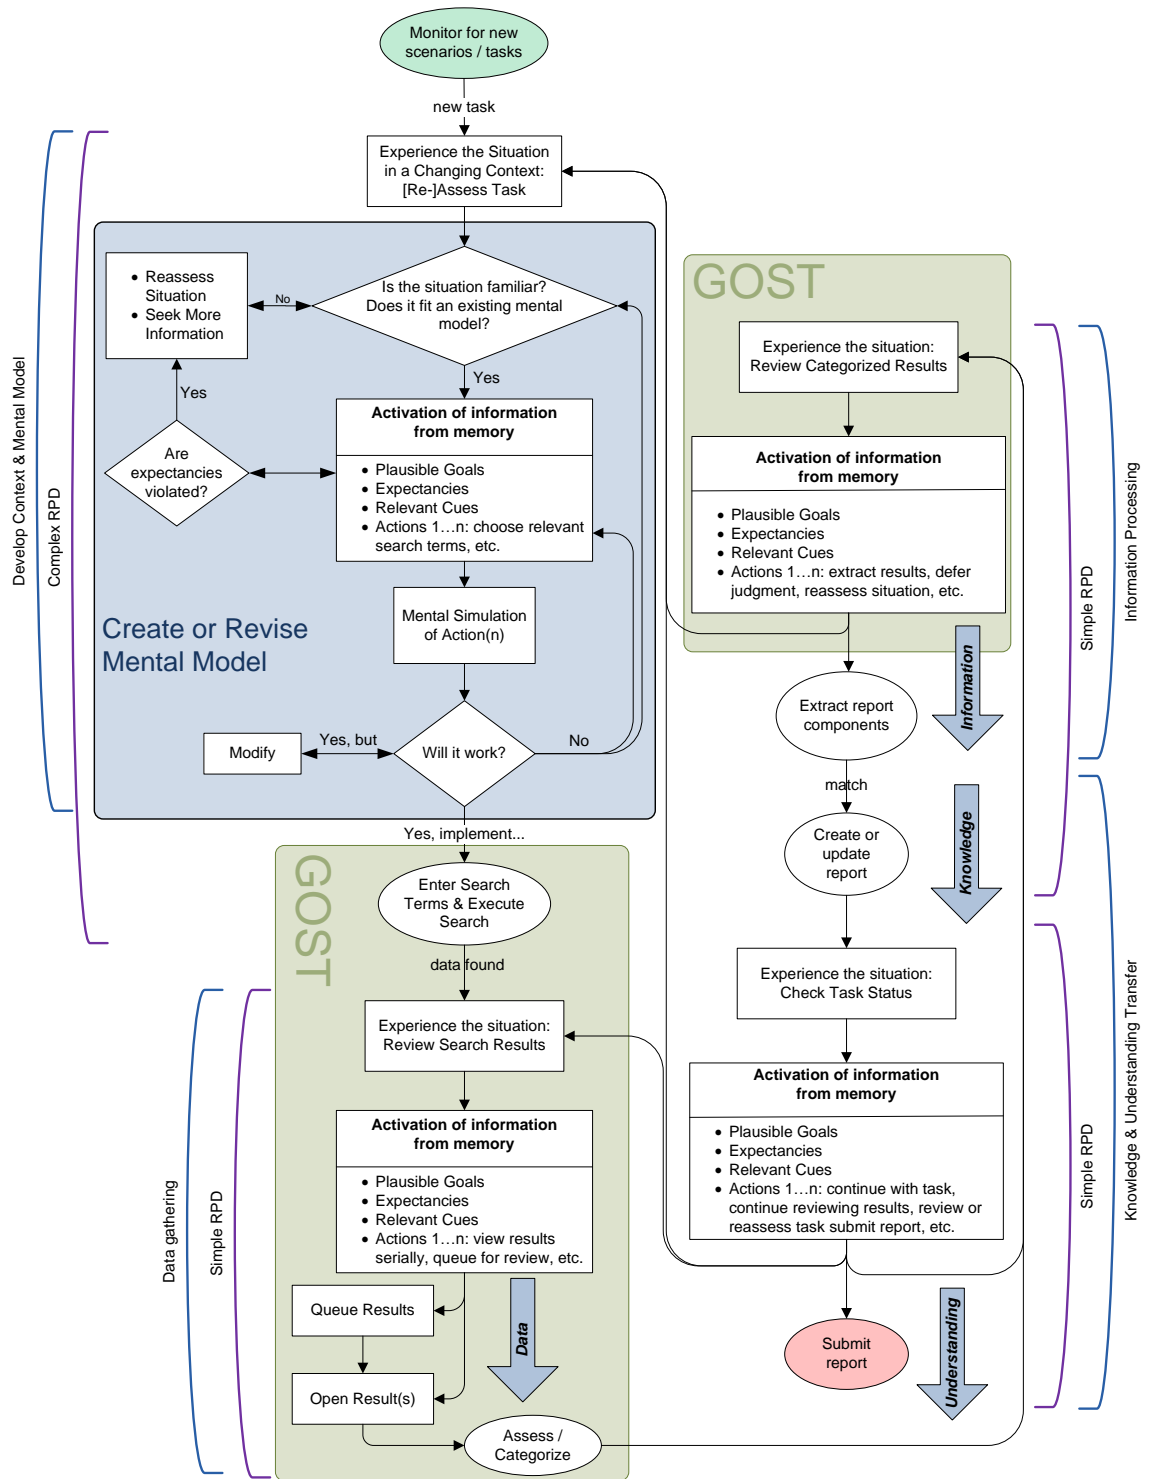 Monitor for new
scenarios / tasks
new task
Experience the Situation
in a Changing Context:
[Re-]Assess Task
Is the situation familiar?
Does it fit an existing mental
model?
No
• Reassess
Situation
• Seek More
Information
Yes
Yes
Are
expectancies
violated?
Activation of information
from memory
• Plausible Goals
• Expectancies
• Relevant Cues
• Actions 1…n: choose relevant
search terms, etc.
Mental Simulation
of Action(n)
Create or Revise
Mental Model
Will it work?
Yes, but
Modify
No
Yes, implement...
Develop Context & Mental Model
Complex RPD
GOST
Enter Search
Terms & Execute
Search
data found
Experience the situation:
Review Search Results
Activation of information
from memory
• Plausible Goals
• Expectancies
• Relevant Cues
• Actions 1…n: view results
serially, queue for review, etc.
Queue Results
Open Result(s)
Data
Assess /
Categorize
Data gathering
Simple RPD
GOST
Experience the situation:
Review Categorized Results
Activation of information
from memory
• Plausible Goals
• Expectancies
• Relevant Cues
• Actions 1…n: extract results, defer
judgment, reassess situation, etc.
Information
Extract report
components
match
Create or
update
report
Knowledge
Simple RPD
Information Processing
Experience the situation:
Check Task Status
Activation of information
from memory
• Plausible Goals
• Expectancies
• Relevant Cues
• Actions 1…n: continue with task,
continue reviewing results, review or
reassess task submit report, etc.
Submit
report
Understanding
Simple RPD
Knowledge & Understanding Transfer